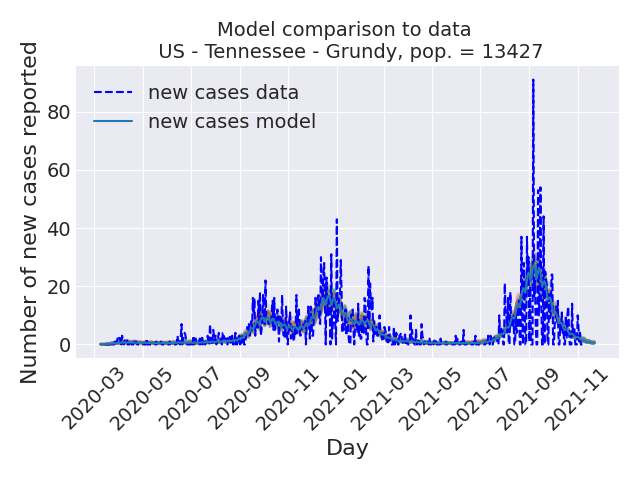 Model comparison to data
US - Tennessee - Grundy, pop. = 13427
new cases data
new cases model
Number of new cases reported
80
60
40
20
0
2020-03
2020-05
2020-07
2020-09
2020-11
2021-01
2021-03
2021-05
2021-07
2021-09
2021-11
Day